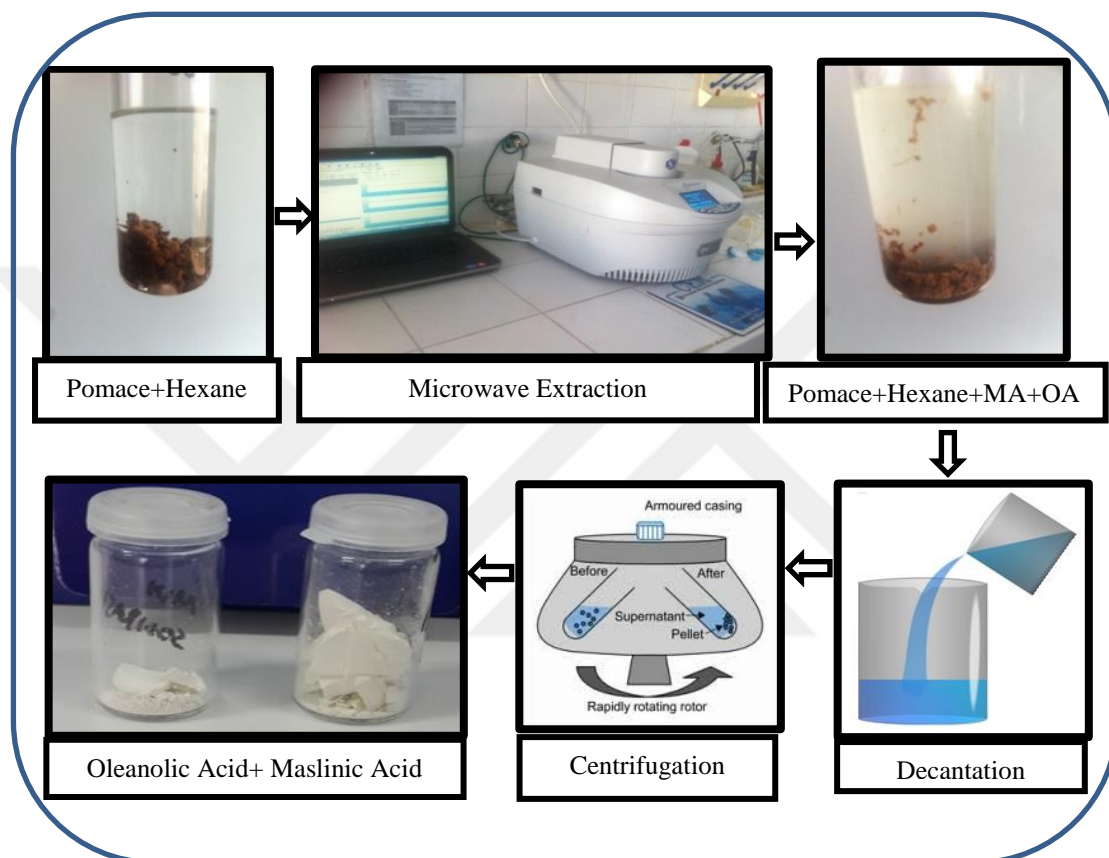 Pomace+Hexane
Microwave Extraction
Pomace+Hexane+MA+OA
Armoured casing
Before
After
Supernatant
Pellet
Rapidly rotating rotor
Oleanolic Acid+ Maslinic Acid
Centrifugation
Decantation